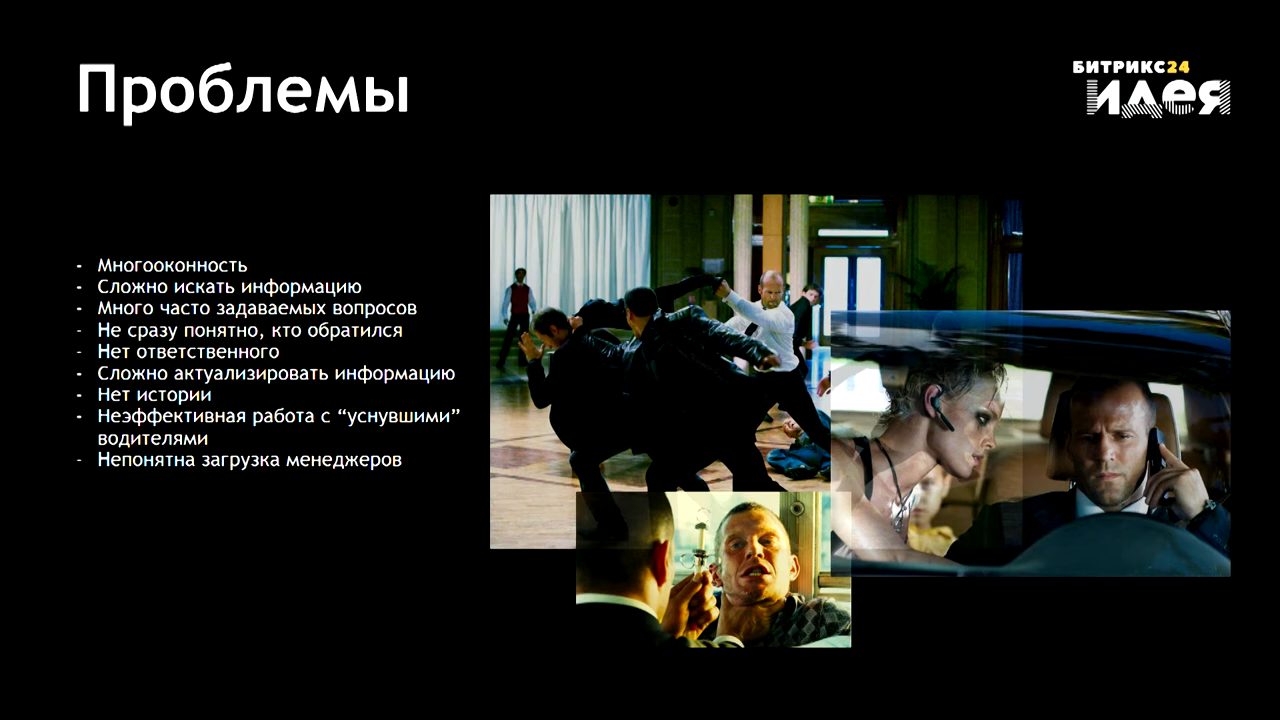 Проблемы
БИТРИКС24
идея
- Многооконность
- Сложно искать информацию
- Много часто задаваемых вопросов
- Не сразу понятно, кто обратился
- Нет ответственного
- Сложно актуализировать информацию
- Нет истории
- Неэффективная работа с “уснувшими”
водителями
- Непонятна загрузка менеджеров